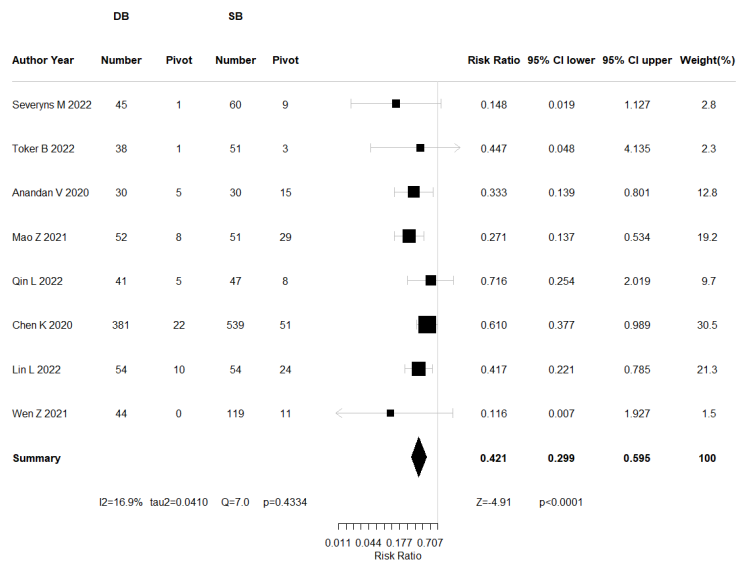 DB SB
Author Year Number Pivot Number Pivot Risk Ratio 95% CI lower 95% CI upper Weight(%)
Severyns M 2022 45 1 60 9 0.148 0.019 1.127 2.8
Toker B 2022 38 1 51 3 0.447 0.048 4.135 2.3
Anandan V 2020 30 5 30 15 0.333 0.139 0.801 12.8
Mao Z 2021 52 8 51 29 0.271 0.137 0.534 19.2
Qin L 2022 41 5 47 8 0.716 0.254 2.019 9.7
Chen K 2020 381 22 539 51 0.610 0.377 0.989 30.5
Lin L 2022 54 10 54 24 0.417 0.221 0.785 21.3
Wen Z 2021 44 0 119 11 0.116 0.007 1.927 1.5
Summary 0.421 0.299 0.595 100
I2=16.9% tau2=0.0410 Q=7.0 p=0.4334 Z=-4.91 p<0.0001
0.011 0.044 0.177 0.707
Risk Ratio